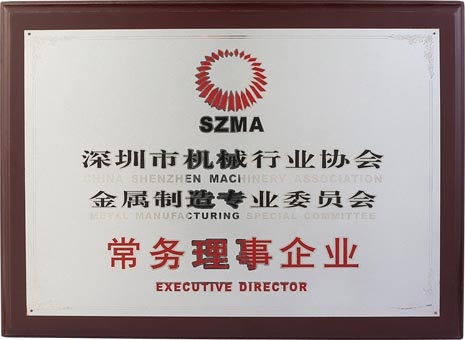 SZMA
深圳市机械行业协会
CHINA SHENZHEN MACHINERY ASSOCIATION
金属制造专业委员会
METAL MANUFACTURING SPECIAL COMMITTEE
常务理事企业
EXECUTIVE DIRECTOR